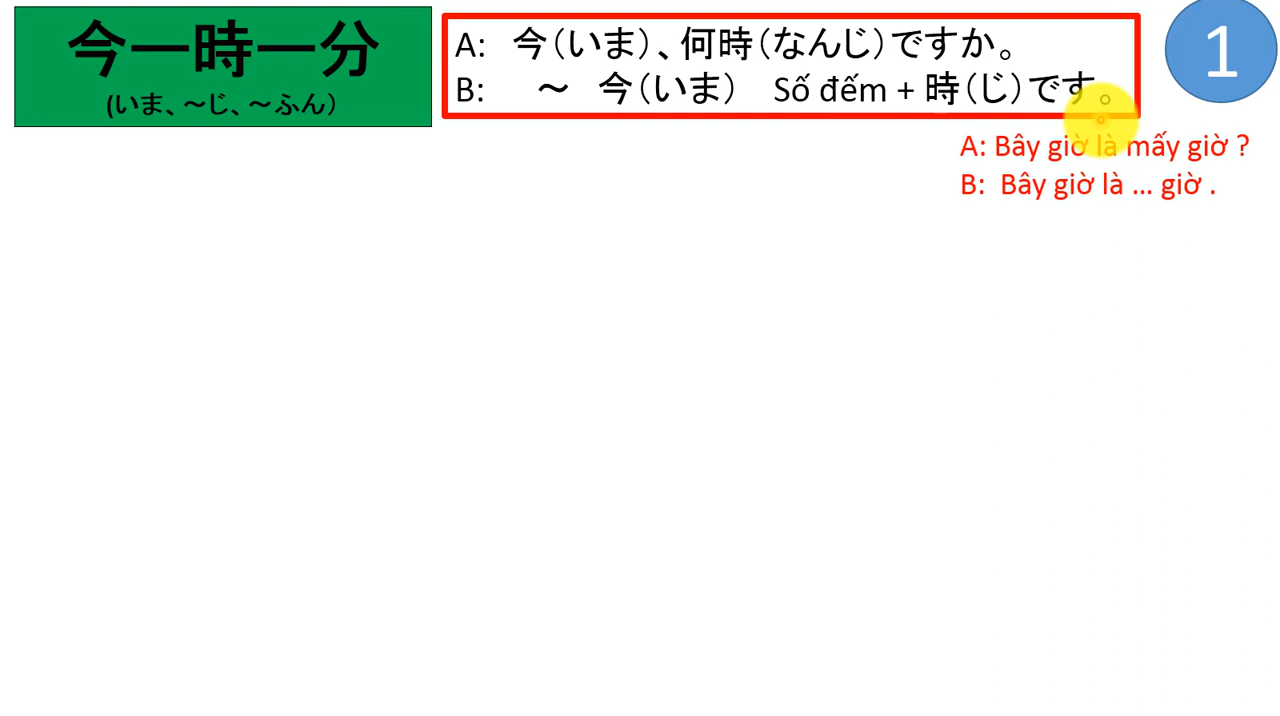 今一時一分
(いま、～じ、～ふん)
A: 今(いま)、何時(なんじ)ですか。
B: ～ 今(いま) Số đếm + 時(じ)です。
1
A: Bây giờ là mấy giờ ?
B: Bây giờ là ... giờ .